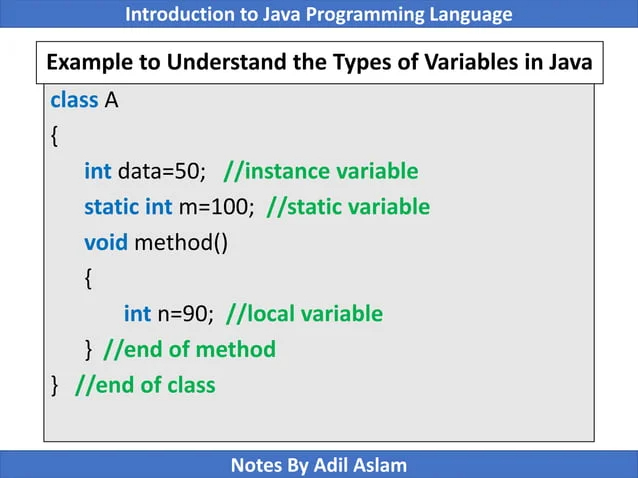 Introduction to Java Programming Language
Example to Understand the Types of Variables in Java
class A
{
int data=50; //instance variable
static int m=100; //static variable
void method()
{
int n=90; //local variable
} //end of method
} //end of class
Notes By Adil Aslam